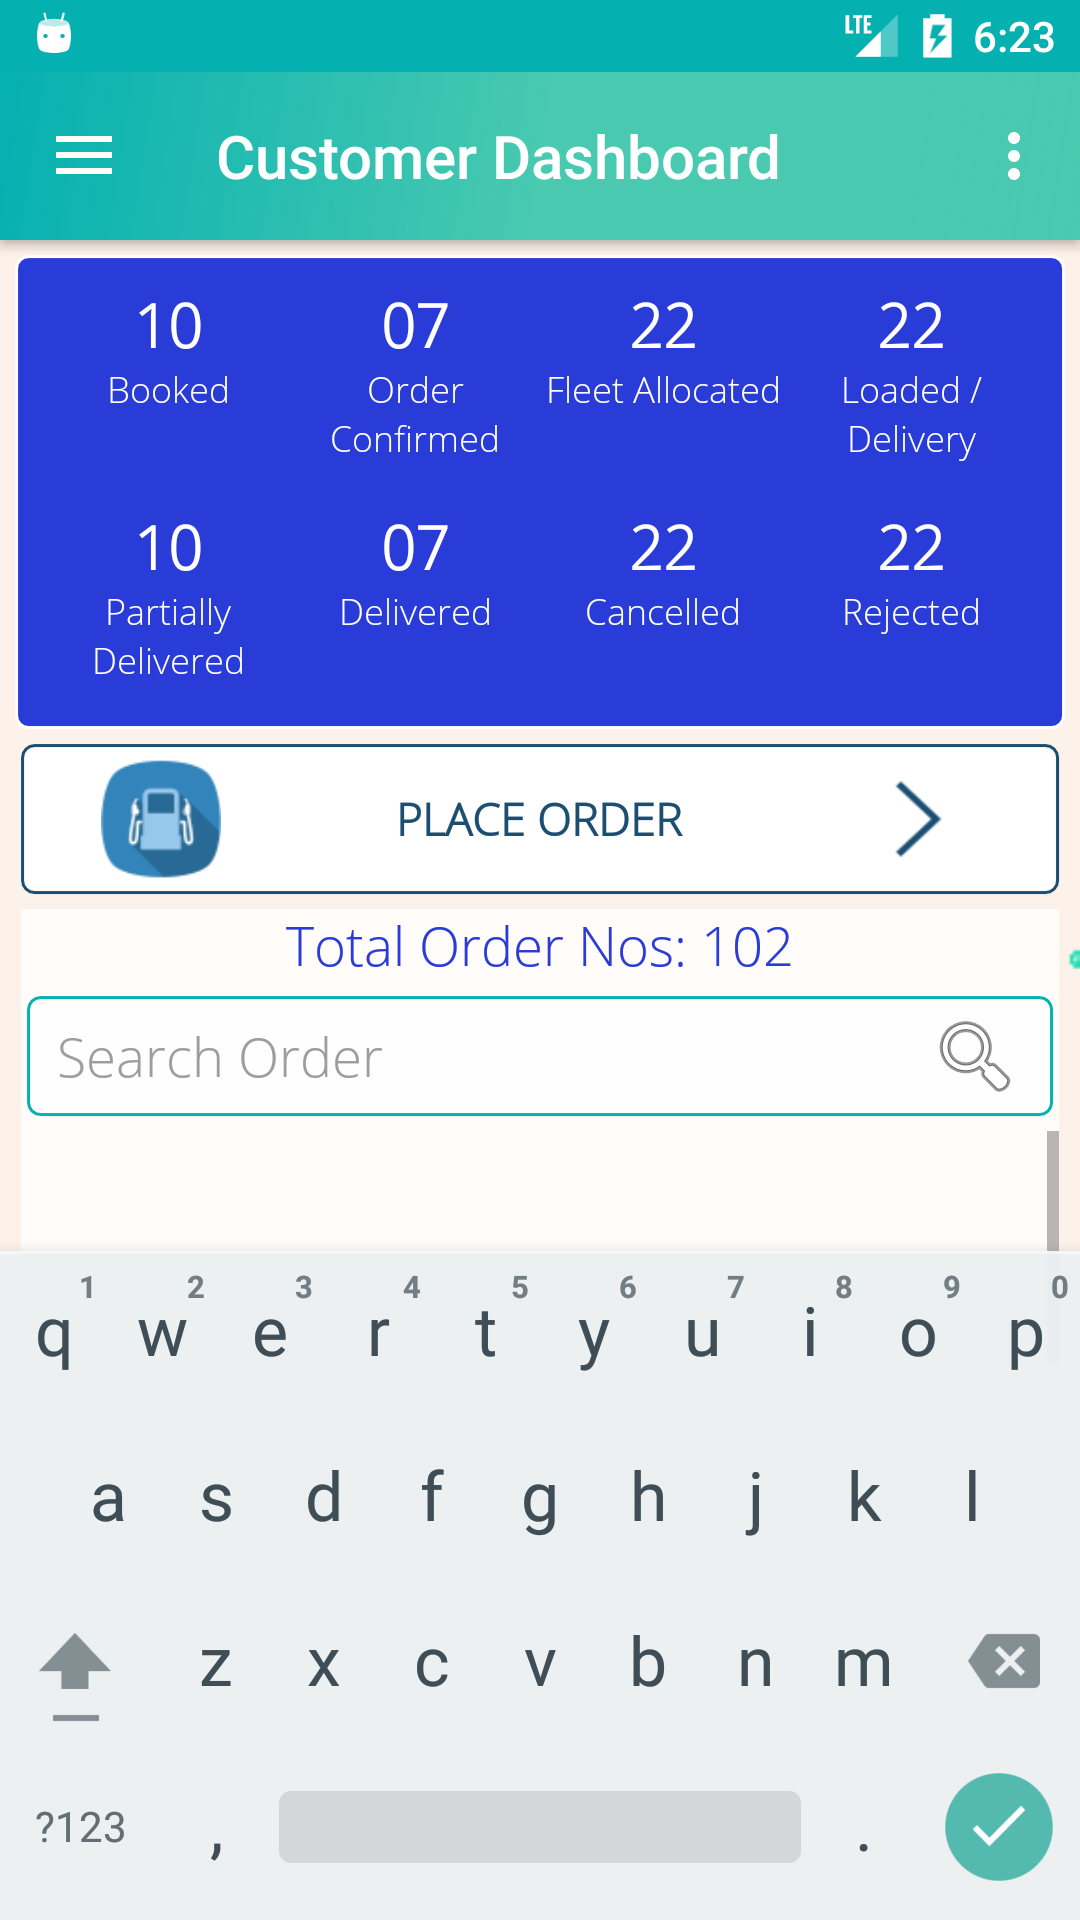 LTE 6:23
Customer Dashboard
10 07 22 22
Booked Order Fleet Allocated Loaded /
Confirmed Delivery
10 07 22 22
Partially Delivered Cancelled Rejected
Delivered
PLACE ORDER
Total Order Nos: 102
Search Order
1 2 3 4 5 6 7 8 9 0
q w e r t y u i o p
a s d f g h j k l
z x c v b n m
?123 , .